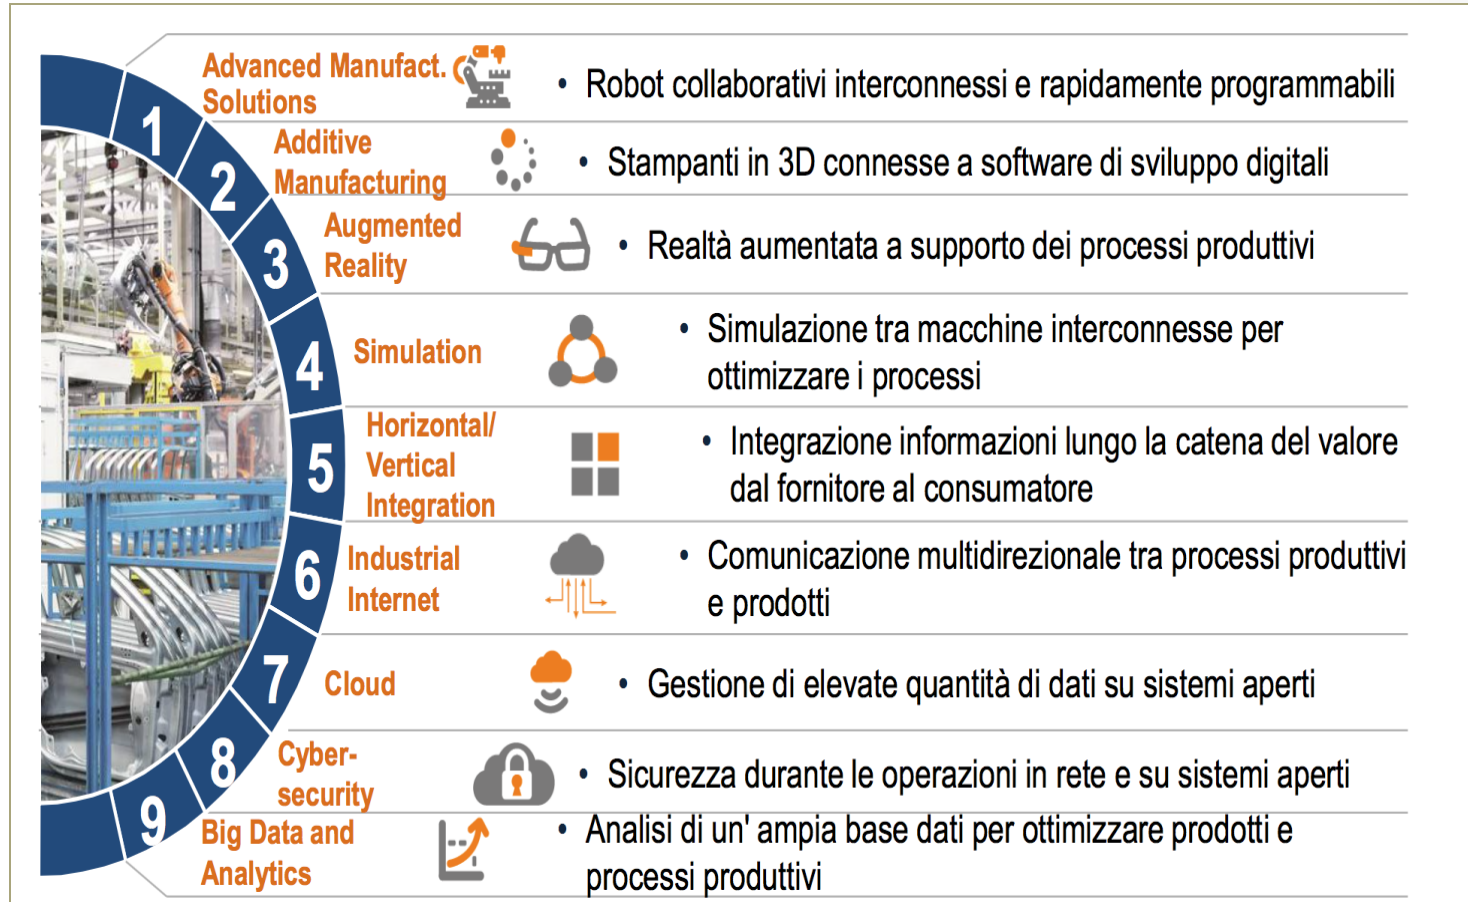 1
Advanced Manufact.
Solutions
• Robot collaborativi interconnessi e rapidamente programmabili
2
Additive
Manufacturing
• Stampanti in 3D connesse a software di sviluppo digitali
3
Augmented
Reality
• Realtà aumentata a supporto dei processi produttivi
4
Simulation
• Simulazione tra macchine interconnesse per
ottimizzare i processi
5
Horizontal/
Vertical
Integration
• Integrazione informazioni lungo la catena del valore
dal fornitore al consumatore
6
Industrial
Internet
• Comunicazione multidirezionale tra processi produttivi
e prodotti
7
Cloud
• Gestione di elevate quantità di dati su sistemi aperti
8
Cyber-
security
• Sicurezza durante le operazioni in rete e su sistemi aperti
9
Big Data and
Analytics
• Analisi di un' ampia base dati per ottimizzare prodotti e
processi produttivi